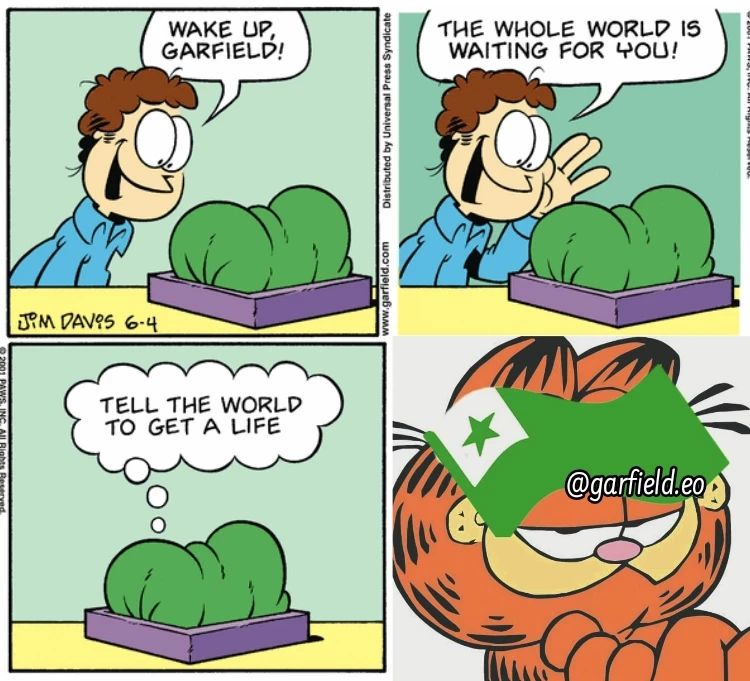 WAKE UP,
GARFIELD!
THE WHOLE WORLD IS
WAITING FOR YOU!
Distributed by Universal Press Syndicate
www.garfield.com
JIM DAVIS 6-4
© 2001 PAWS, INC. All Rights Reserved.
TELL THE WORLD
TO GET A LIFE
@garfield.eo